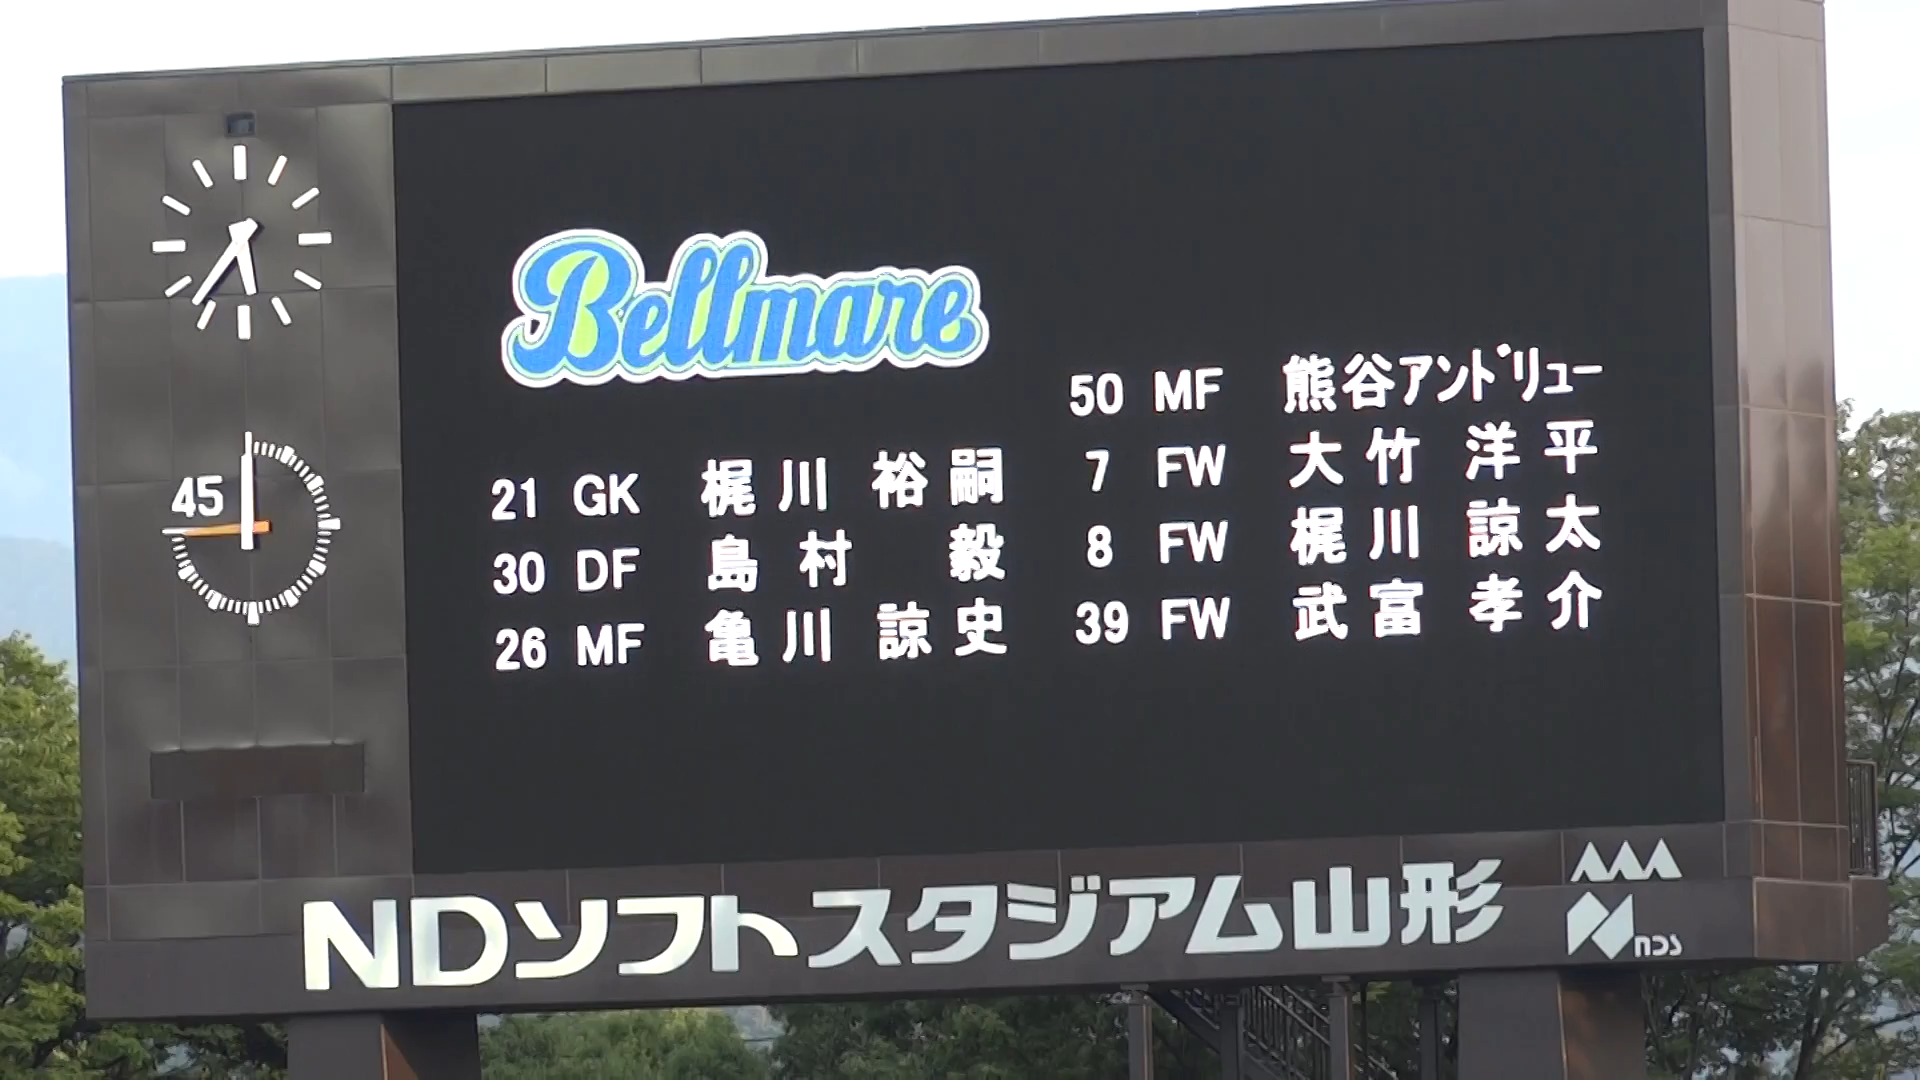 Bellmare
21 GK 梶川 裕嗣
30 DF 島村 毅
26 MF 亀川 諒史
50 MF 熊谷アンドリュー
7 FW 大竹 洋平
8 FW 梶川 諒太
39 FW 武富 孝介
45
NDソフトスタジアム山形
NDS